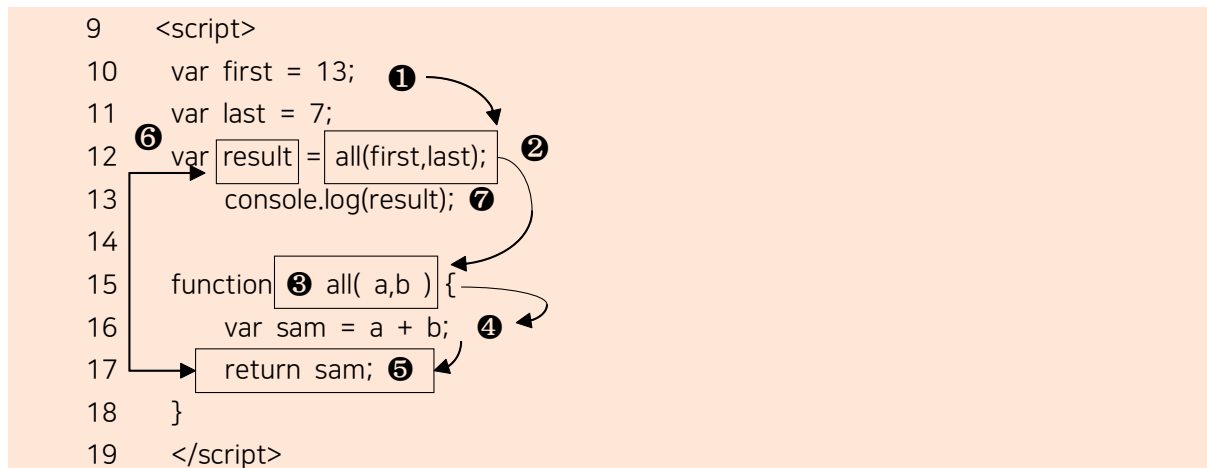 9 <script>
10 var first = 13; ❶
11 var last = 7;
❻
12 var result = all(first,last); ❷
13 console.log(result); ❼
14
15 function ❸ all( a,b ) {
16 var sam = a + b; ❹
17 return sam; ❺
18 }
19 </script>